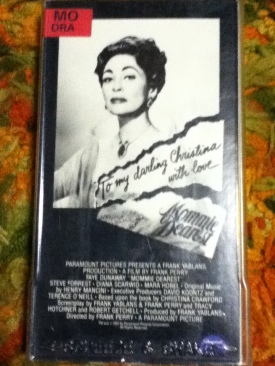 MO
DRA
To my darling Christina
with love
Mommie
Dearest
PARAMOUNT PICTURES PRESENTS A FRANK YABLANS
PRODUCTION · A FILM BY FRANK PERRY
FAYE DUNAWAY "MOMMIE DEAREST"
STEVE FORREST · DIANA SCARWID · MARA HOBEL · Original Music
by HENRY MANCINI · Executive Producers DAVID KOONTZ and
TERENCE O'NEILL · Based upon the book by CHRISTINA CRAWFORD
Screenplay by FRANK YABLANS & FRANK PERRY and TRACY
HOTCHNER and ROBERT GETCHELL · Produced by FRANK YABLANS
Directed by FRANK PERRY · A PARAMOUNT PICTURE